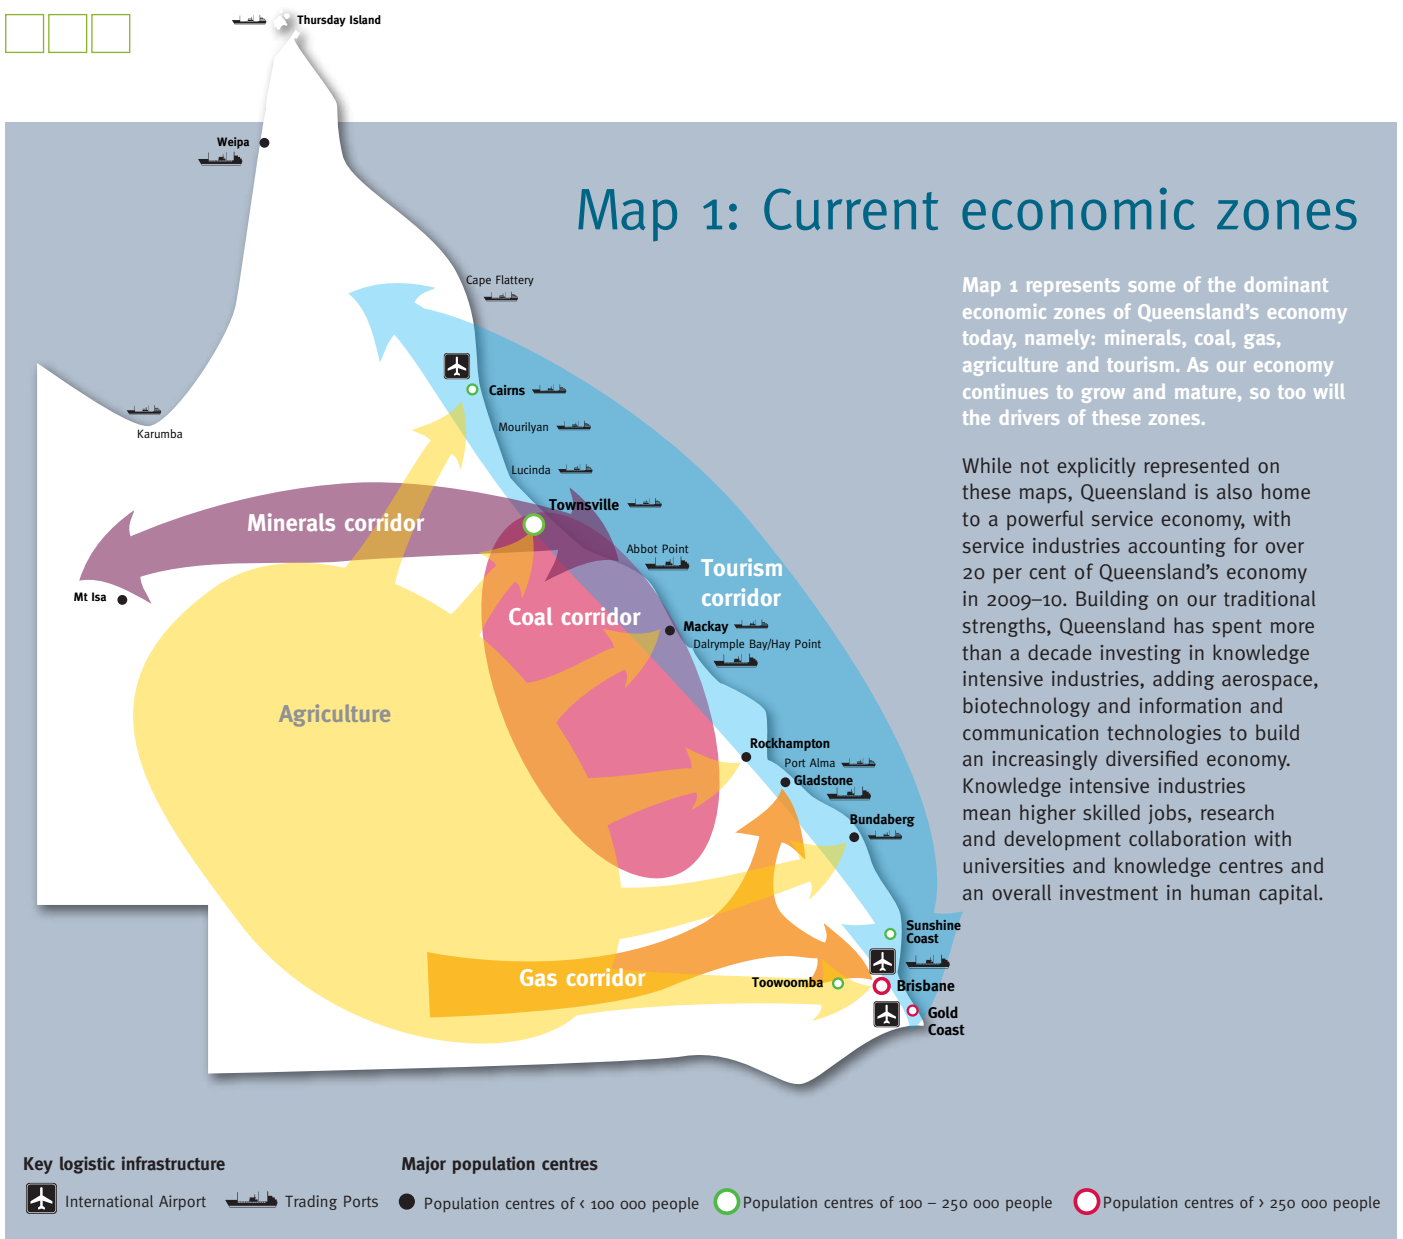 Thursday Island
Weipa
Map 1: Current economic zones
Cape Flattery
Map 1 represents some of the dominant
economic zones of Queensland’s economy
today, namely: minerals, coal, gas,
agriculture and tourism. As our economy
continues to grow and mature, so too will
the drivers of these zones.
While not explicitly represented on
these maps, Queensland is also home
to a powerful service economy, with
service industries accounting for over
20 per cent of Queensland’s economy
in 2009–10. Building on our traditional
strengths, Queensland has spent more
than a decade investing in knowledge
intensive industries, adding aerospace,
biotechnology and information and
communication technologies to build
an increasingly diversified economy.
Knowledge intensive industries
mean higher skilled jobs, research
and development collaboration with
universities and knowledge centres and
an overall investment in human capital.
Cairns
Karumba
Mourilyan
Lucinda
Townsville
Minerals corridor
Abbot Point
Tourism
corridor
Mt Isa
Coal corridor
Mackay
Dalrymple Bay/Hay Point
Agriculture
Rockhampton
Port Alma
Gladstone
Bundaberg
Sunshine
Coast
Gas corridor
Toowoomba
Brisbane
Gold
Coast
Key logistic infrastructure
International Airport
Trading Ports
Major population centres
Population centres of < 100 000 people
Population centres of 100 – 250 000 people
Population centres of > 250 000 people